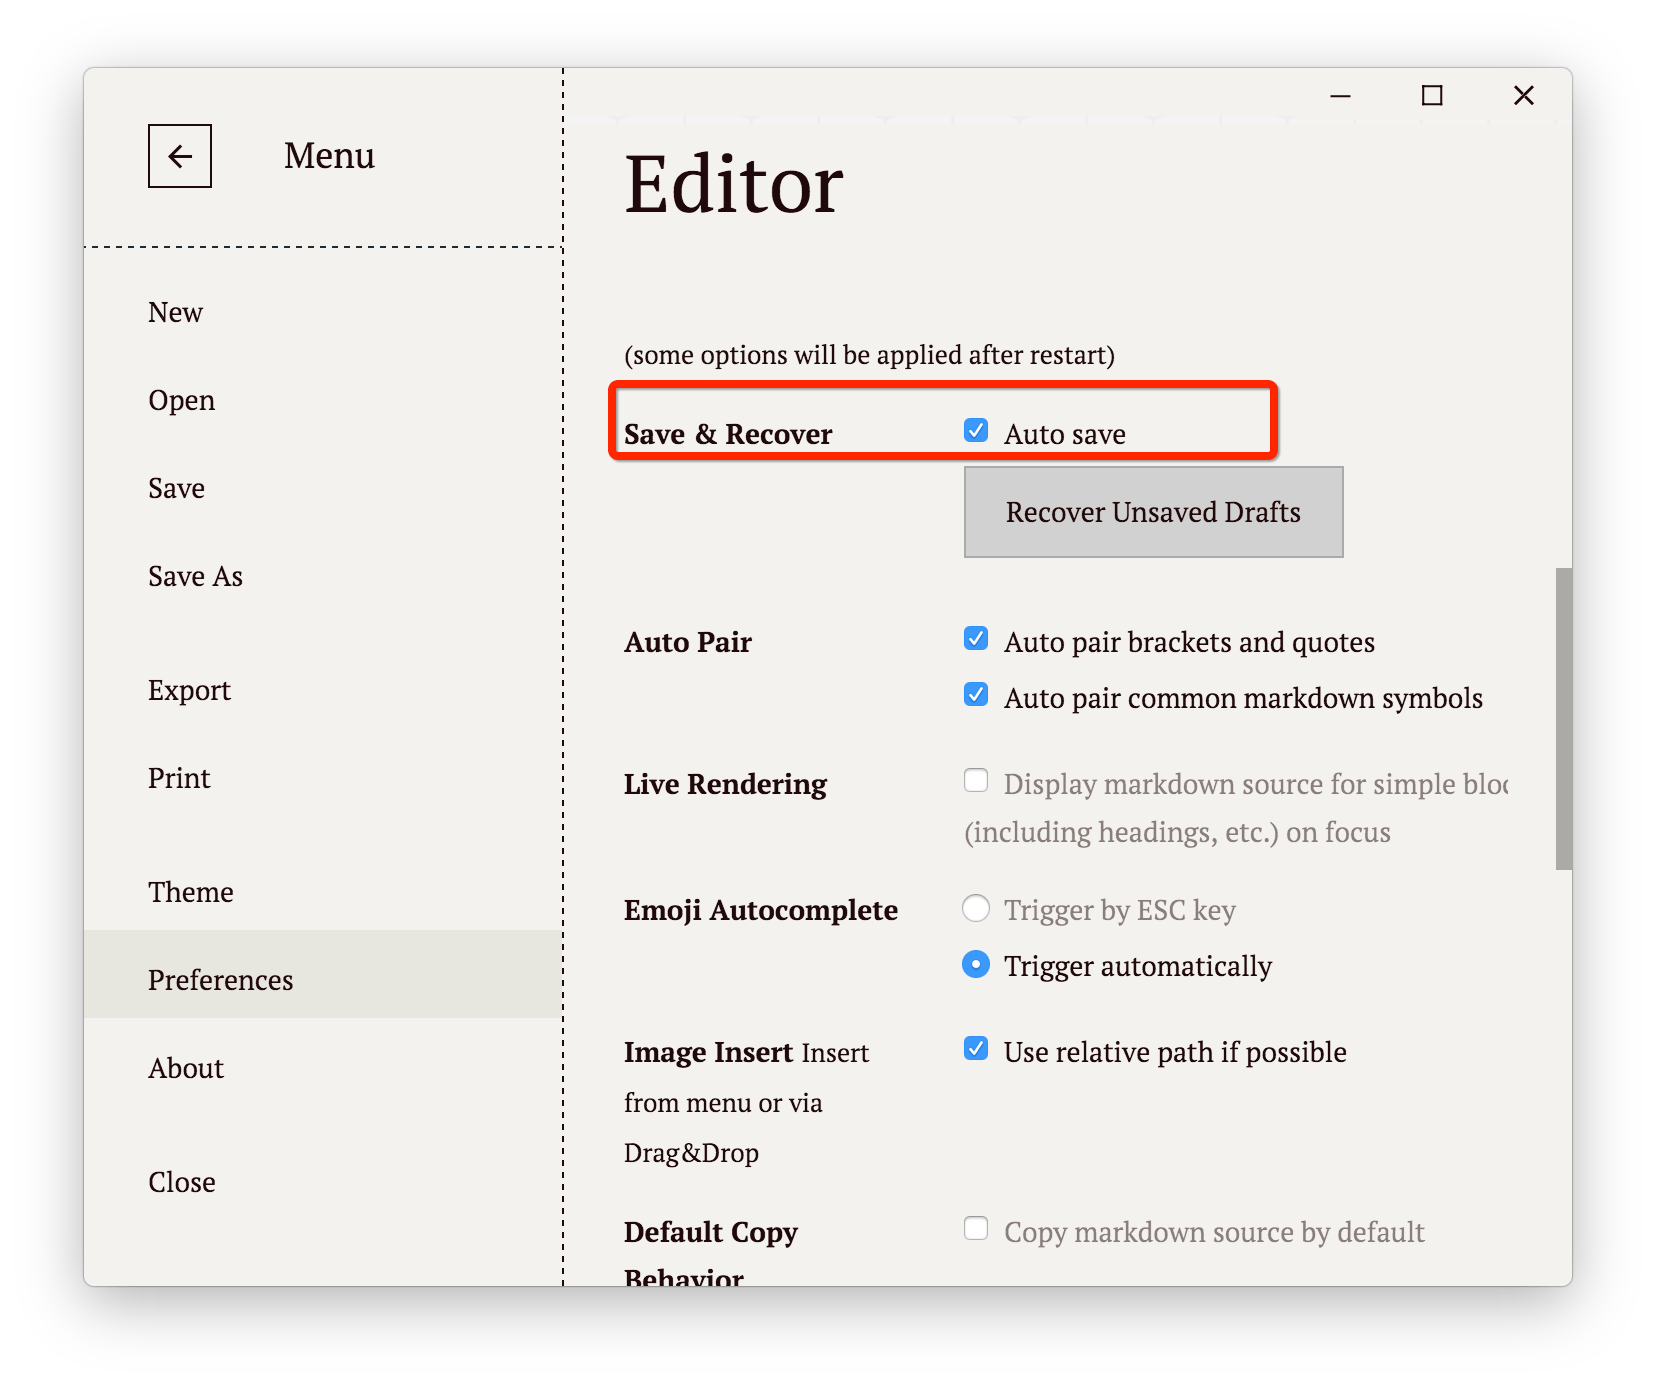 Menu
New
Open
Save
Save As
Export
Print
Theme
Preferences
About
Close
Editor
(some options will be applied after restart)
Save & Recover
Auto save
Recover Unsaved Drafts
Auto Pair
Auto pair brackets and quotes
Auto pair common markdown symbols
Live Rendering
Display markdown source for simple
(including headings, etc.) on focus
Emoji Autocomplete
Trigger by ESC key
Trigger automatically
Image Insert Insert
from menu or via
Drag&Drop
Use relative path if possible
Default Copy
Behavior
Copy markdown source by default